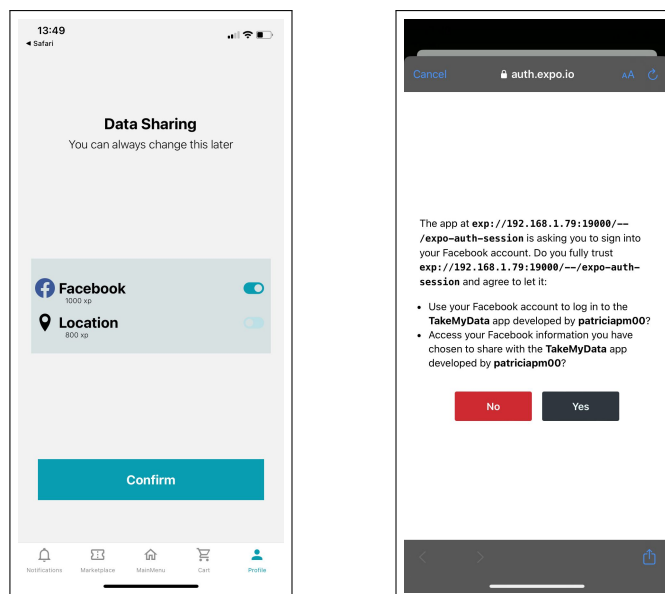 13:49
◀ Safari
Data Sharing
You can always change this later
Facebook
1000 xp
Location
800 xp
Confirm
Notifications
Marketplace
MainMenu
Cart
Profile
Cancel
auth.expo.io
AA
The app at exp://192.168.1.79:19000/--
/expo-auth-session is asking you to sign into
your Facebook account. Do you fully trust
exp://192.168.1.79:19000/--/expo-auth-
session and agree to let it:
• Use your Facebook account to log in to the
TakeMyData app developed by patriciapm00?
• Access your Facebook information you have
chosen to share with the TakeMyData app
developed by patriciapm00?
No
Yes